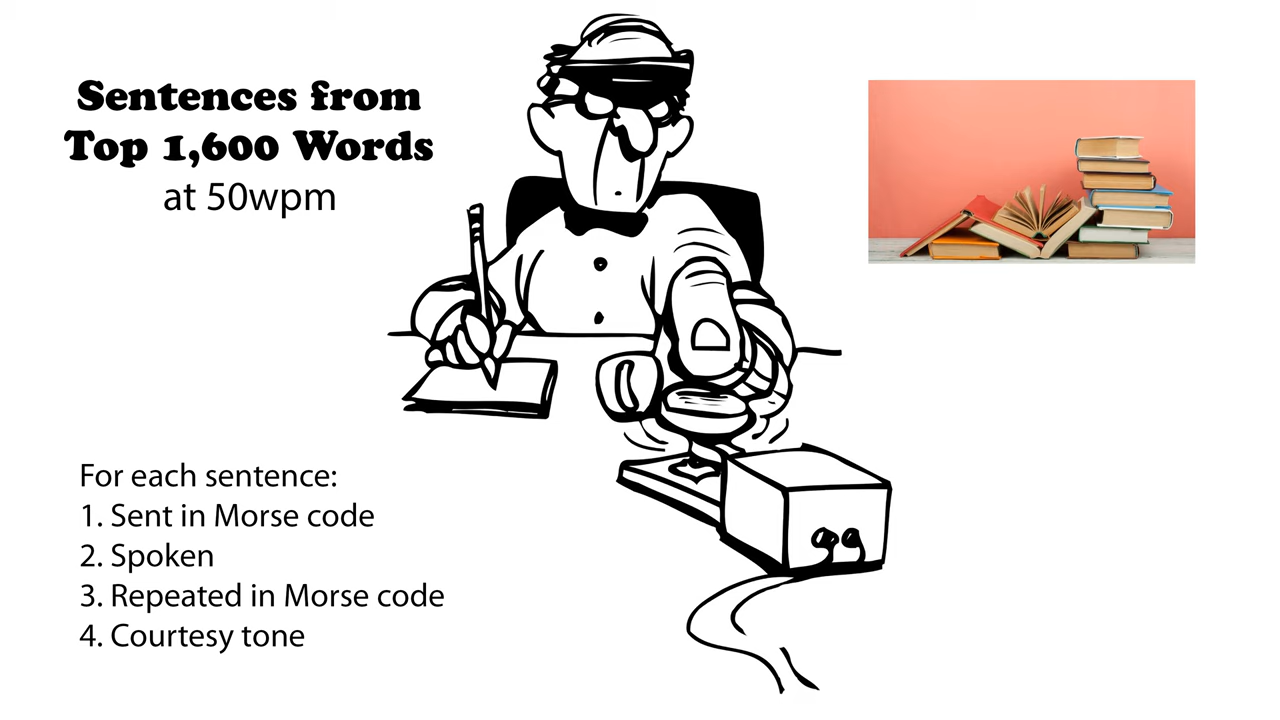 Sentences from
Top 1,600 Words
at 50wpm
For each sentence:
1. Sent in Morse code
2. Spoken
3. Repeated in Morse code
4. Courtesy tone